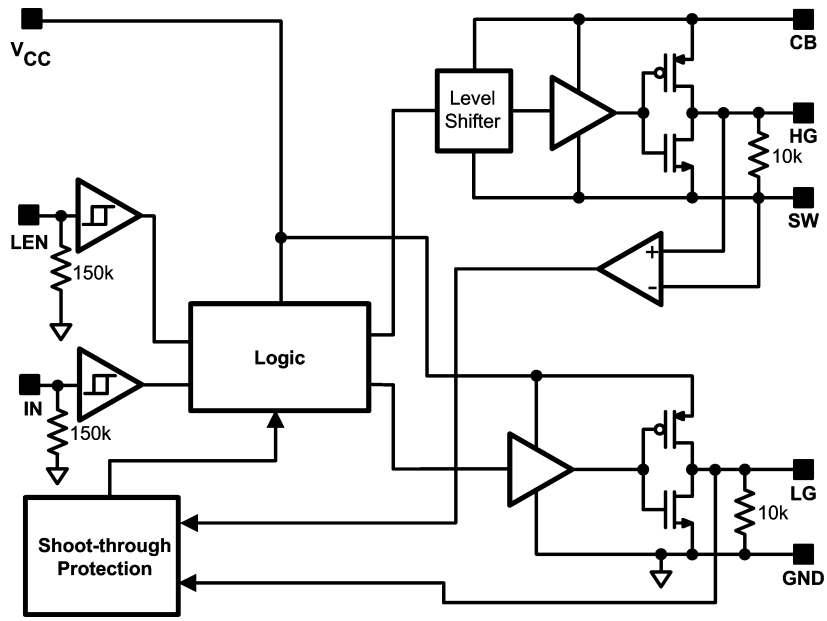 VCC
CB
Level
Shifter
HG
10k
SW
LEN
150k
+
-
Logic
IN
150k
LG
10k
Shoot-through
Protection
GND